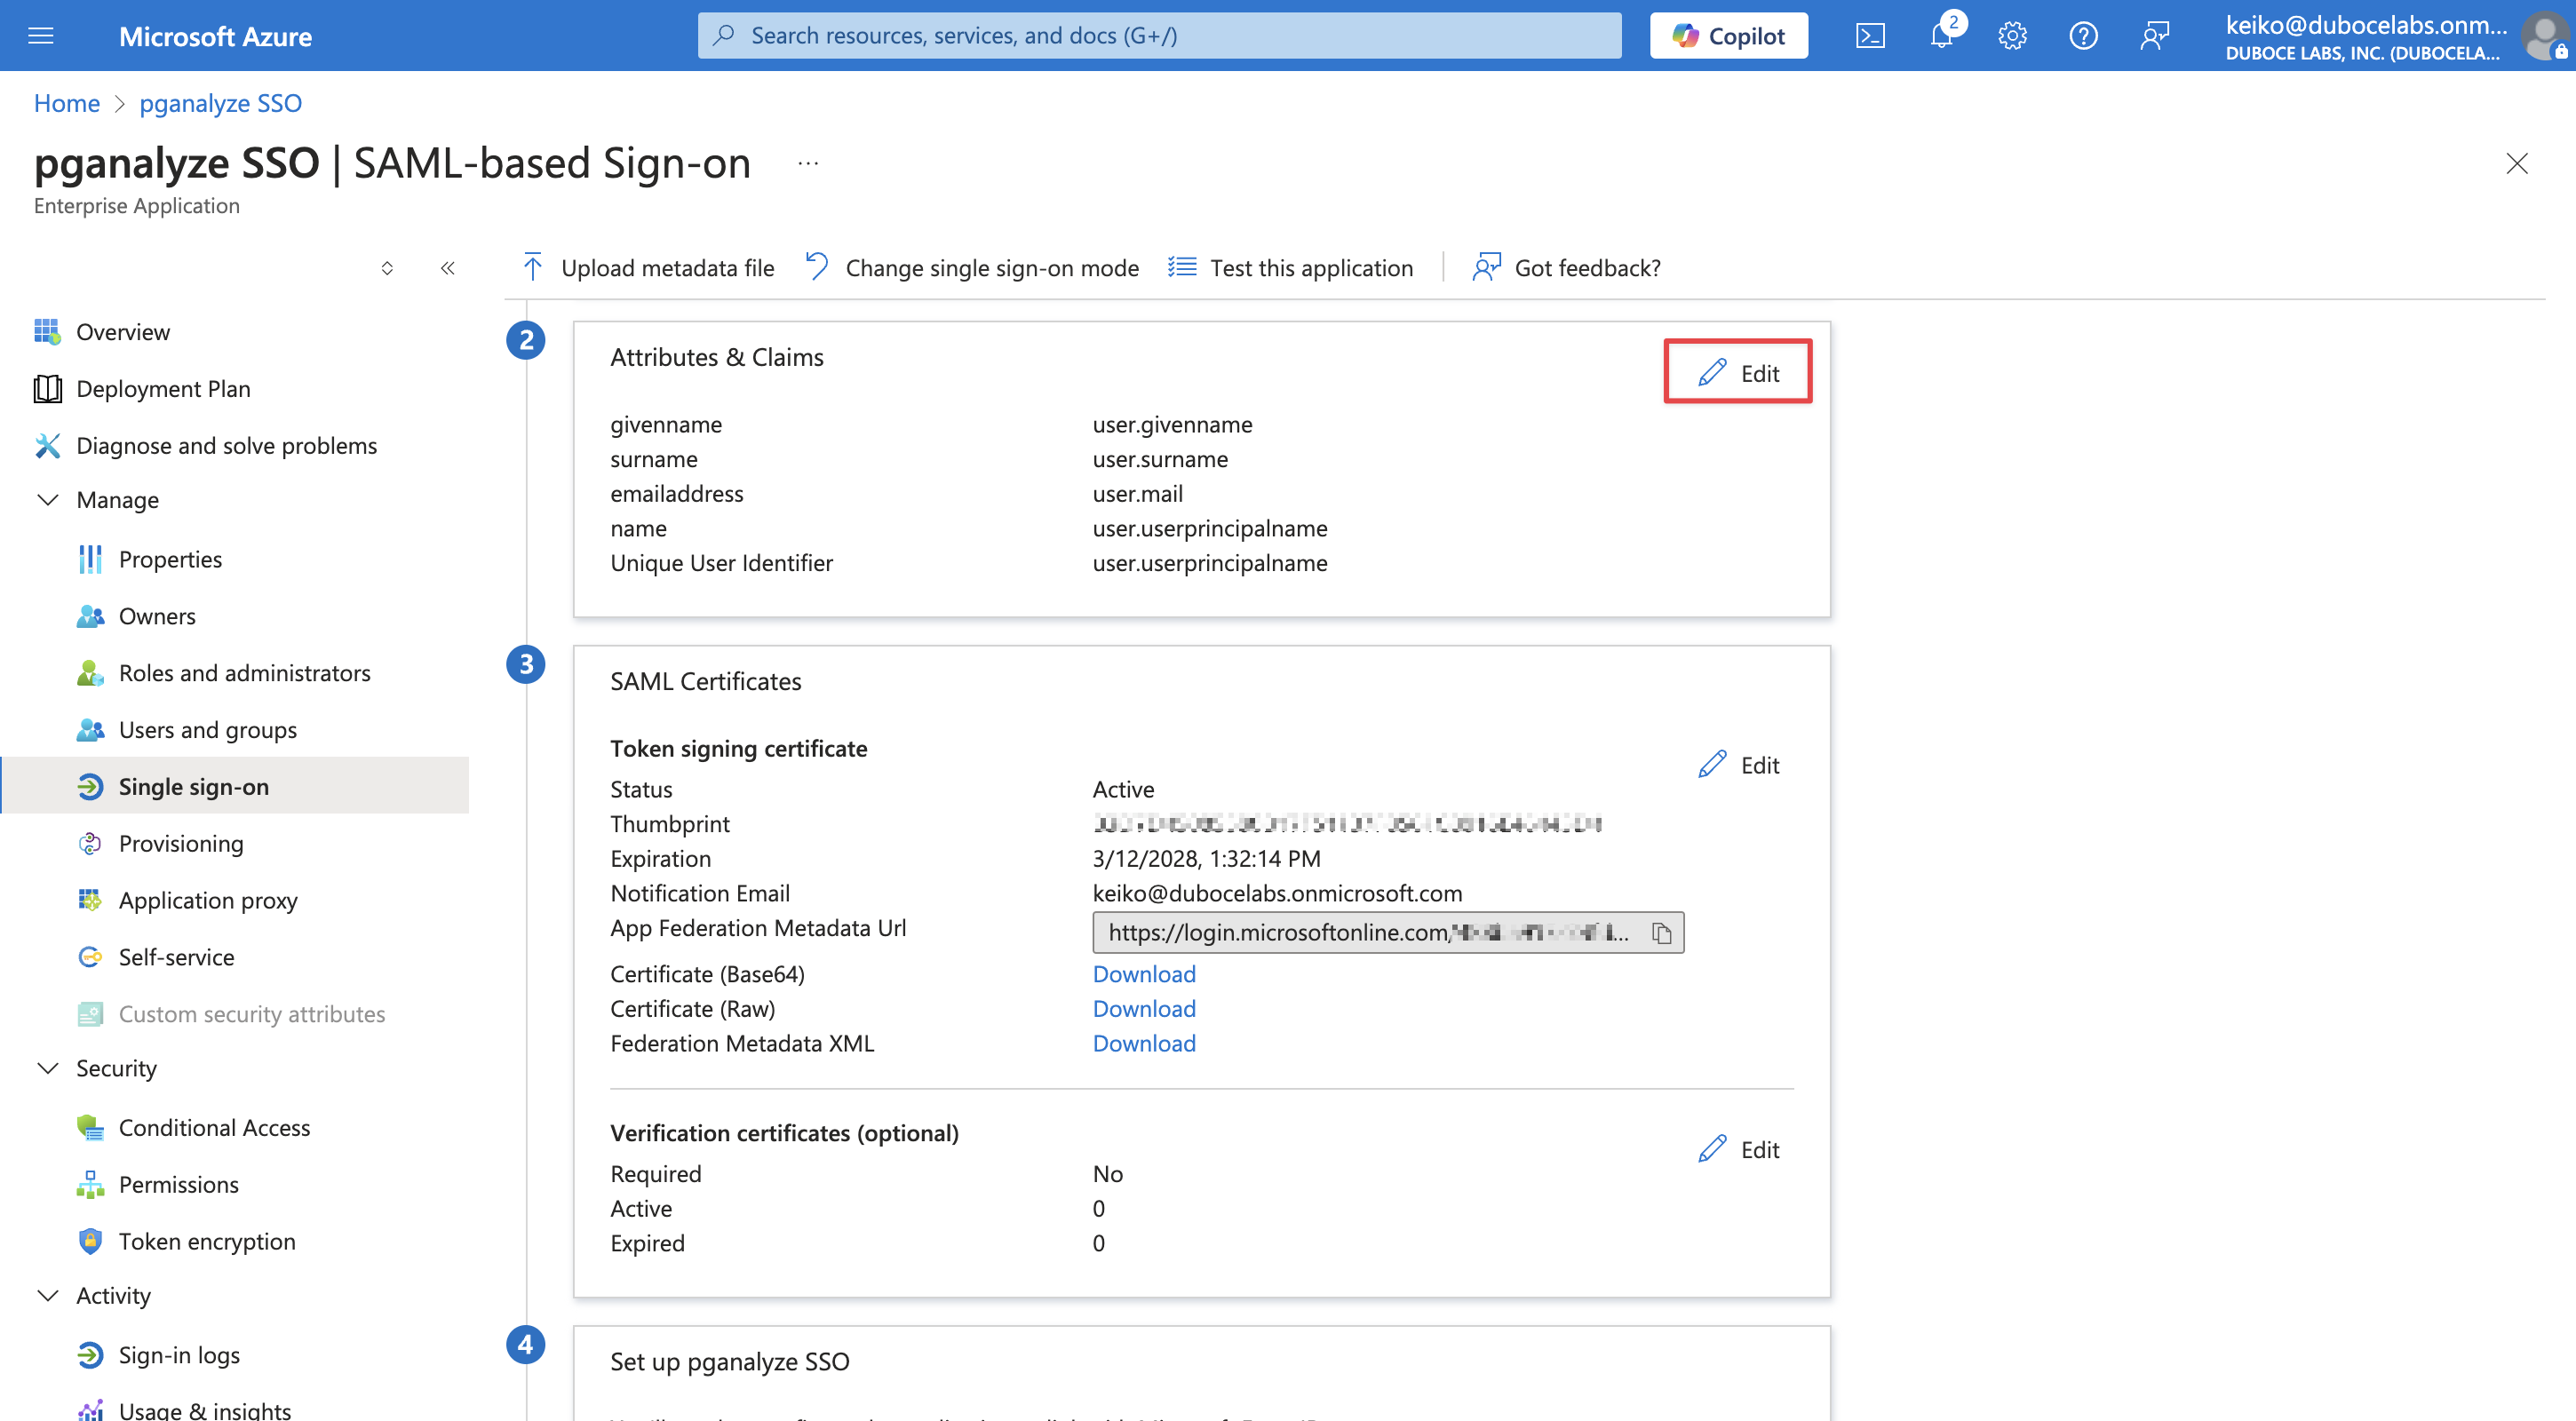 Microsoft Azure
Search resources, services, and docs (G+/)
Copilot
2
keiko@dubocelabs.onm...
DUBOCE LABS, INC. (DUBOCELA...
Home > pganalyze SSO
pganalyze SSO | SAML-based Sign-on ...
Enterprise Application
Upload metadata file
Change single sign-on mode
Test this application
Got feedback?
Overview
Deployment Plan
Diagnose and solve problems
Manage
Properties
Owners
Roles and administrators
Users and groups
Single sign-on
Provisioning
Application proxy
Self-service
Custom security attributes
Security
Conditional Access
Permissions
Token encryption
Activity
Sign-in logs
Usage & insights
2
Attributes & Claims
Edit
givenname user.givenname
surname user.surname
emailaddress user.mail
name user.userprincipalname
Unique User Identifier user.userprincipalname
3
SAML Certificates
Token signing certificate
Edit
Status Active
Thumbprint
Expiration 3/12/2028, 1:32:14 PM
Notification Email keiko@dubocelabs.onmicrosoft.com
App Federation Metadata Url https://login.microsoftonline.com/
Certificate (Base64) Download
Certificate (Raw) Download
Federation Metadata XML Download
Verification certificates (optional)
Edit
Required No
Active 0
Expired 0
4
Set up pganalyze SSO